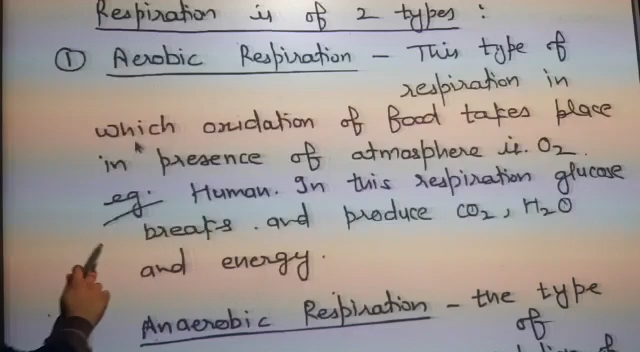 Respiration is of 2 types :
① Aerobic Respiration - This type of
respiration in
which oxidation of food takes place
in presence of atmosphere i.e. O2.
eg. Human. In this respiration glucose
breaks and produce CO2, H2O
and energy.
Anaerobic Respiration - the type
of